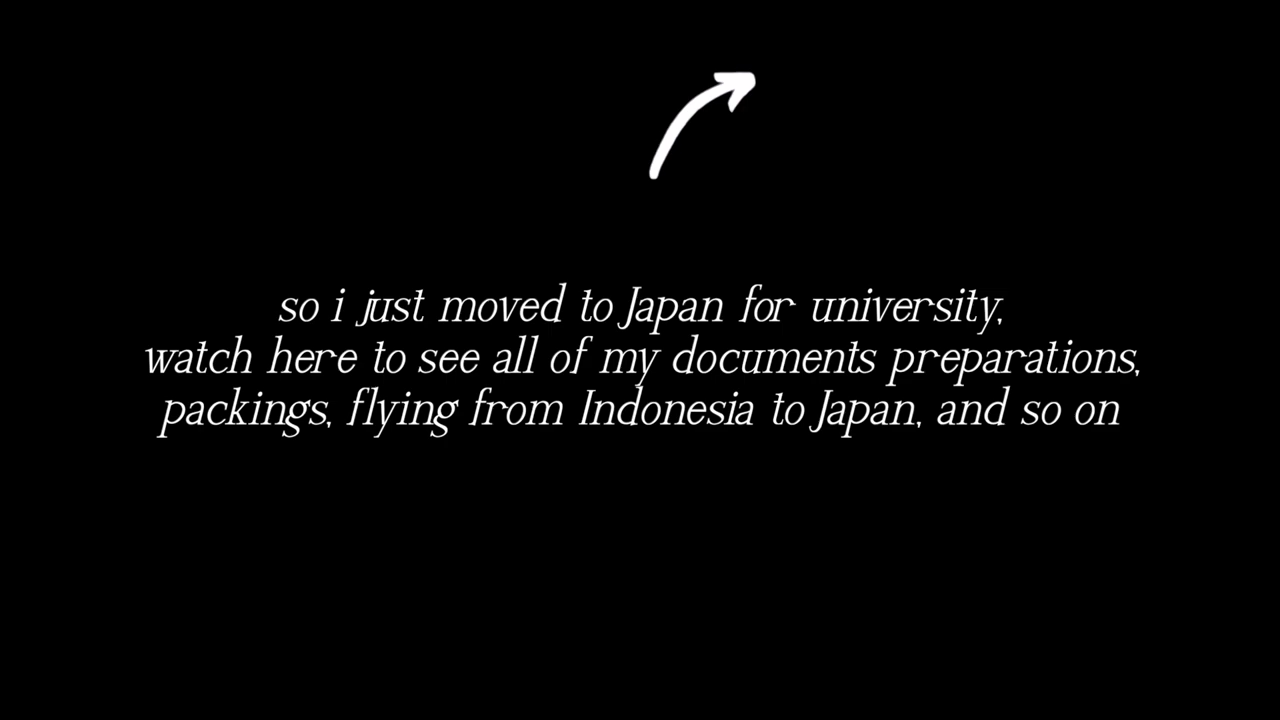 so i just moved to Japan for university,
watch here to see all of my documents preparations,
packings, flying from Indonesia to Japan, and so on